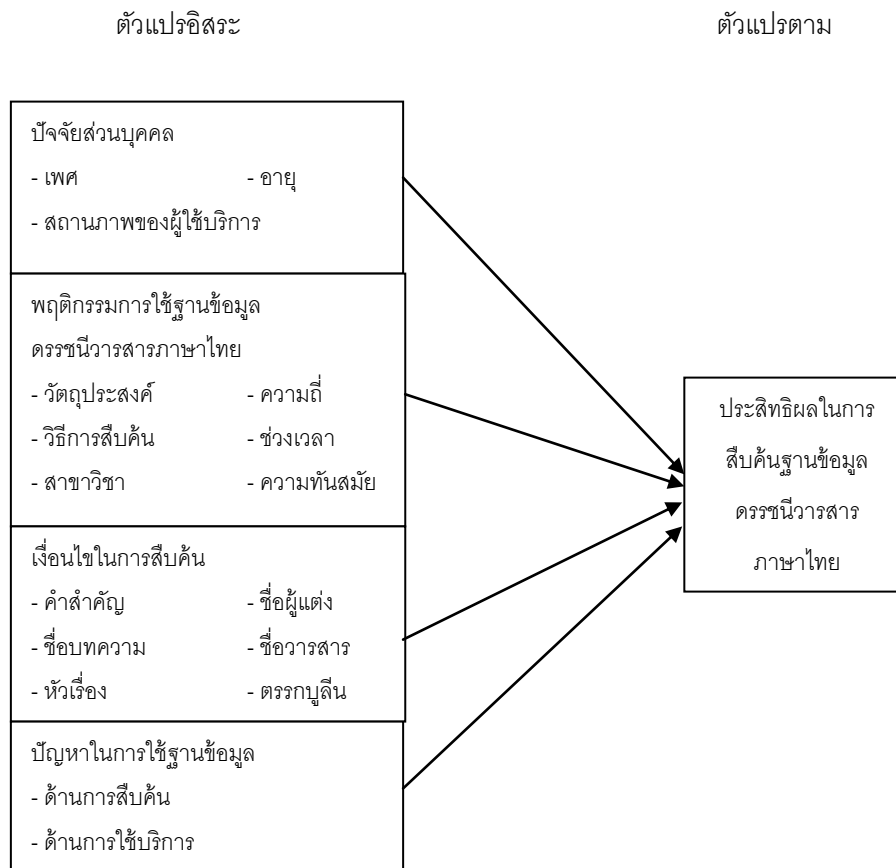 ตัวแปรอิสระ ตัวแปรตาม
ปัจจัยส่วนบุคคล
- เพศ - อายุ
- สถานภาพของผู้ใช้บริการ
พฤติกรรมการใช้ฐานข้อมูล
ดรรชนีวารสารภาษาไทย
- วัตถุประสงค์ - ความถี่
- วิธีการสืบค้น - ช่วงเวลา
- สาขาวิชา - ความทันสมัย
เงื่อนไขในการสืบค้น
- คำสำคัญ - ชื่อผู้แต่ง
- ชื่อบทความ - ชื่อวารสาร
- หัวเรื่อง - ตรรกบูลีน
ปัญหาในการใช้ฐานข้อมูล
- ด้านการสืบค้น
- ด้านการใช้บริการ
ประสิทธิผลในการ
สืบค้นฐานข้อมูล
ดรรชนีวารสาร
ภาษาไทย